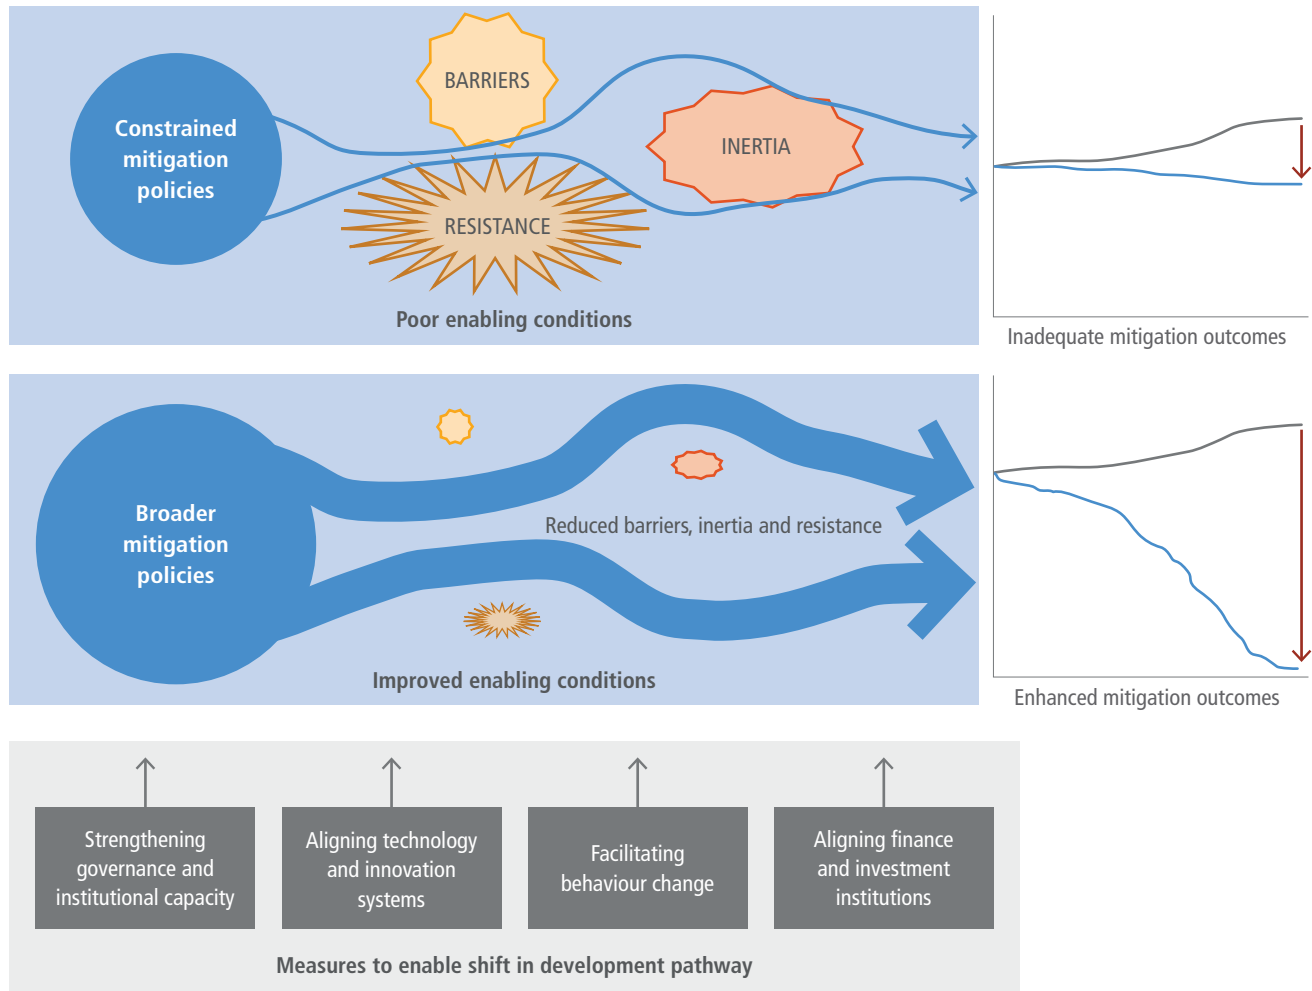 Constrained
mitigation
policies
BARRIERS
RESISTANCE
INERTIA
Poor enabling conditions
Inadequate mitigation outcomes
Broader
mitigation
policies
Reduced barriers, inertia and resistance
Improved enabling conditions
Enhanced mitigation outcomes
Strengthening
governance and
institutional capacity
Aligning technology
and innovation
systems
Facilitating
behaviour change
Aligning finance
and investment
institutions
Measures to enable shift in development pathway